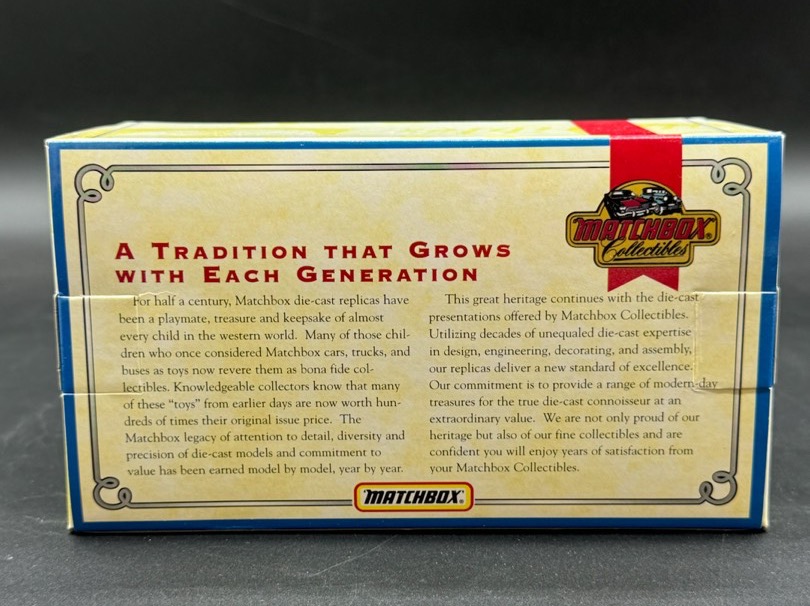 MATCHBOX®
Collectibles
A TRADITION THAT GROWS
WITH EACH GENERATION
For half a century, Matchbox die-cast replicas have
been a playmate, treasure and keepsake of almost
every child in the western world. Many of those chil-
dren who once considered Matchbox cars, trucks, and
buses as toys now revere them as bona fide col-
lectibles. Knowledgeable collectors know that many
of these "toys" from earlier days are now worth hun-
dreds of times their original issue price. The
Matchbox legacy of attention to detail, diversity and
precision of die-cast models and commitment to
value has been earned model by model, year by year.
This great heritage continues with the die-cast
presentations offered by Matchbox Collectibles.
Utilizing decades of unequaled die-cast expertise
in design, engineering, decorating, and assembly,
our replicas deliver a new standard of excellence.
Our commitment is to provide a range of modern-day
treasures for the true die-cast connoisseur at an
extraordinary value. We are not only proud of our
heritage but also of our fine collectibles and are
confident you will enjoy years of satisfaction from
your Matchbox Collectibles.
MATCHBOX®